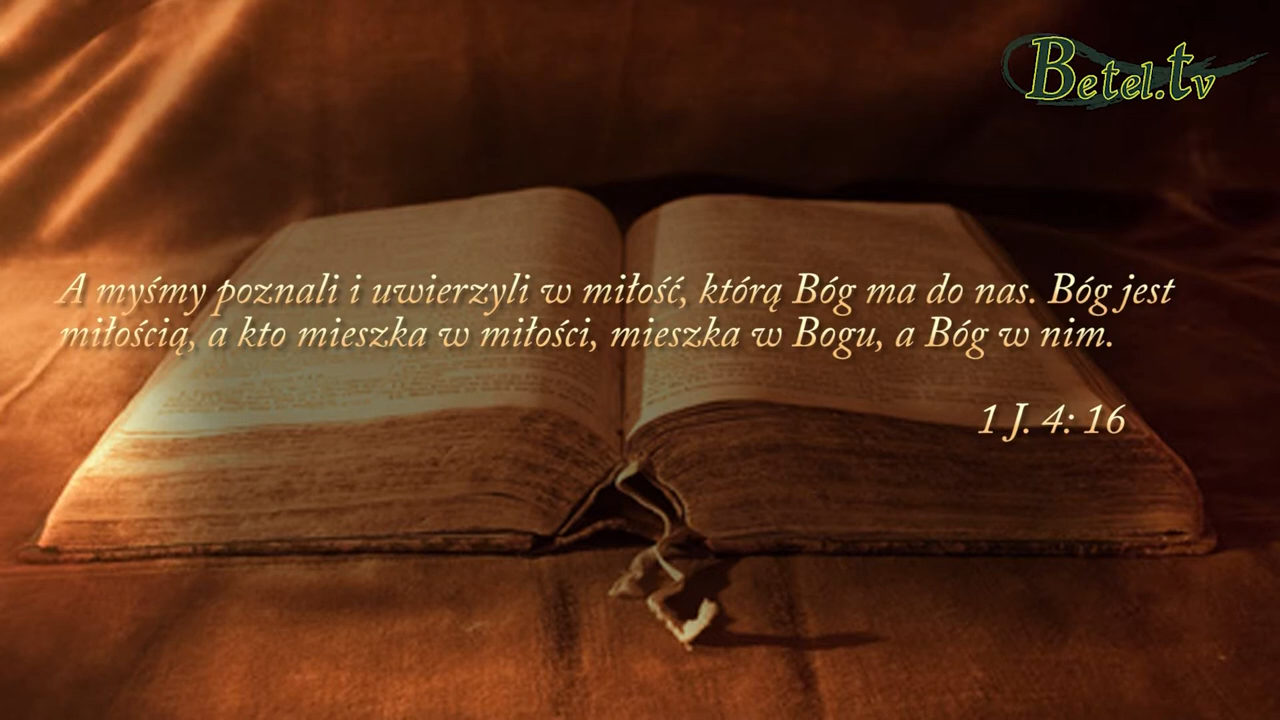 Betel.tv
A myśmy poznali i uwierzyli w miłość, którą Bóg ma do nas. Bóg jest
miłością, a kto mieszka w miłości, mieszka w Bogu, a Bóg w nim.
1 J. 4: 16